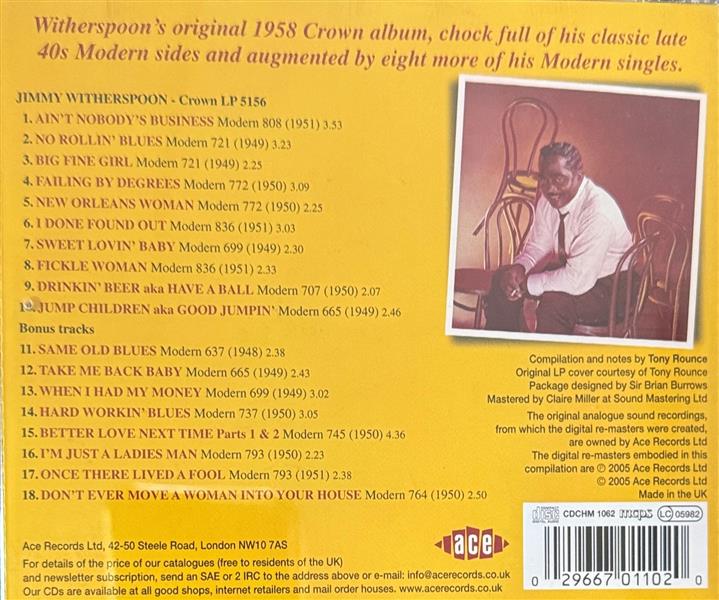 Witherspoon's original 1958 Crown album, chock full of his classic late
40s Modern sides and augmented by eight more of his Modern singles.
JIMMY WITHERSPOON - Crown LP 5156
1. AIN'T NOBODY'S BUSINESS Modern 808 (1951) 3.53
2. NO ROLLIN' BLUES Modern 721 (1949) 3.23
3. BIG FINE GIRL Modern 721 (1949) 2.25
4. FAILING BY DEGREES Modern 772 (1950) 3.09
5. NEW ORLEANS WOMAN Modern 772 (1950) 2.25
6. I DONE FOUND OUT Modern 836 (1951) 3.03
7. SWEET LOVIN' BABY Modern 699 (1949) 2.30
8. FICKLE WOMAN Modern 836 (1951) 2.33
9. DRINKIN' BEER aka HAVE A BALL Modern 707 (1950) 2.07
10. JUMP CHILDREN aka GOOD JUMPIN' Modern 665 (1949) 2.46
Bonus tracks
11. SAME OLD BLUES Modern 637 (1948) 2.38
12. TAKE ME BACK BABY Modern 665 (1949) 2.43
13. WHEN I HAD MY MONEY Modern 699 (1949) 3.02
14. HARD WORKIN' BLUES Modern 737 (1950) 3.05
15. BETTER LOVE NEXT TIME Parts 1 & 2 Modern 745 (1950) 4.36
16. I'M JUST A LADIES MAN Modern 793 (1950) 2.23
17. ONCE THERE LIVED A FOOL Modern 793 (1951) 2.38
18. DON'T EVER MOVE A WOMAN INTO YOUR HOUSE Modern 764 (1950) 2.50
Compilation and notes by Tony Rounce
Original LP cover courtesy of Tony Rounce
Package designed by Sir Brian Burrows
Mastered by Claire Miller at Sound Mastering Ltd
The original analogue sound recordings,
from which the digital re-masters were created,
are owned by Ace Records Ltd
The digital re-masters embodied in this
compilation are ℗ 2005 Ace Records Ltd
© 2005 Ace Records Ltd
Made in the UK
Ace Records Ltd, 42-50 Steele Road, London NW10 7AS
For details of the price of our catalogues (free to residents of the UK)
and newsletter subscription, send an SAE or 2 IRC to the address above or e-mail: info@acerecords.co.uk
Our CDs are available at all good shops, internet retailers and mail order houses. www.acerecords.co.uk
ace
disc
CDCHM 1062 mcps LC 05982
0 29667 01102 0